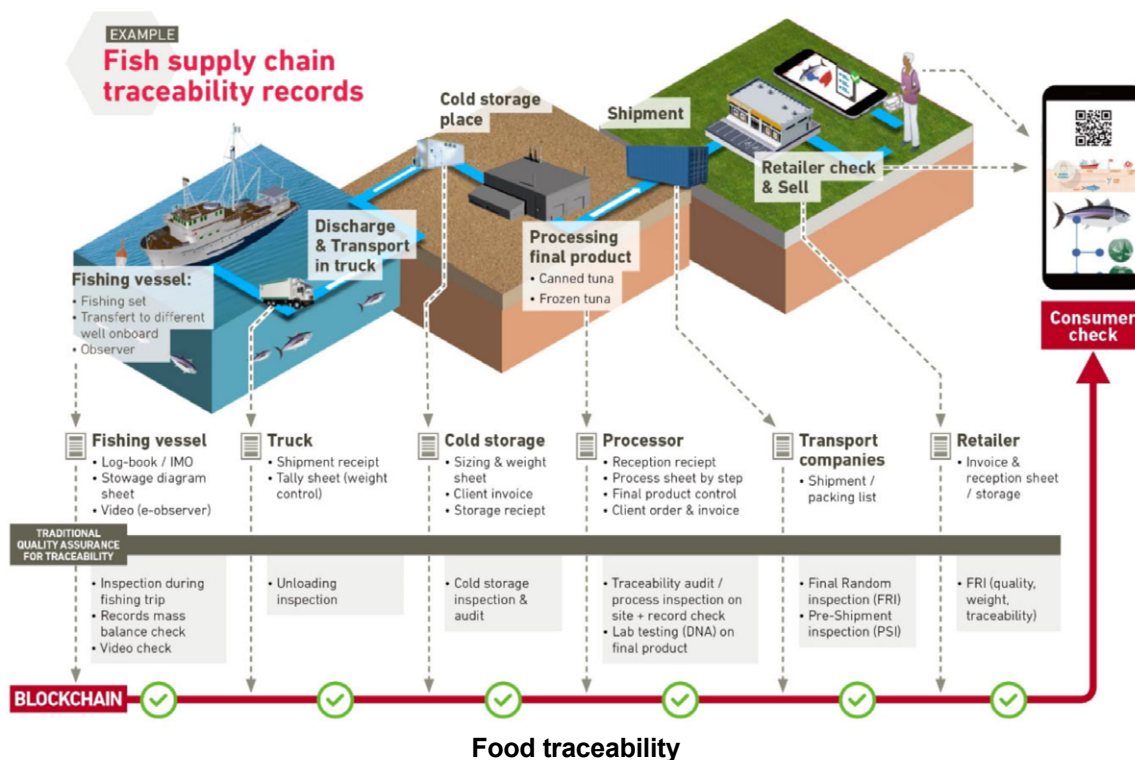 EXAMPLE
Fish supply chain
traceability records
Cold storage
place
Shipment
Retailer check
& Sell
Discharge
& Transport
in truck
Processing
final product
• Canned tuna
• Frozen tuna
Fishing vessel:
• Fishing set
• Transfert to different
well onboard
• Observer
Consumer
check
Fishing vessel
• Log-book / IMO
• Stowage diagram
sheet
• Video (e-observer)
Truck
• Shipment receipt
• Tally sheet (weight
control)
Cold storage
• Sizing & weight
sheet
• Client invoice
• Storage reciept
Processor
• Reception reciept
• Process sheet by step
• Final product control
• Client order & invoice
Transport
companies
• Shipment /
packing list
Retailer
• Invoice &
reception sheet
/ storage
TRADITIONAL
QUALITY ASSURANCE
FOR TRACEABILITY
• Inspection during
fishing trip
• Records mass
balance check
• Video check
• Unloading
inspection
• Cold storage
inspection &
audit
• Traceability audit /
process inspection on
site + record check
• Lab testing (DNA) on
final product
• Final Random
inspection (FRI)
• Pre-Shipment
inspection (PSI)
• FRI (quality,
weight,
traceability)
BLOCKCHAIN
Food traceability